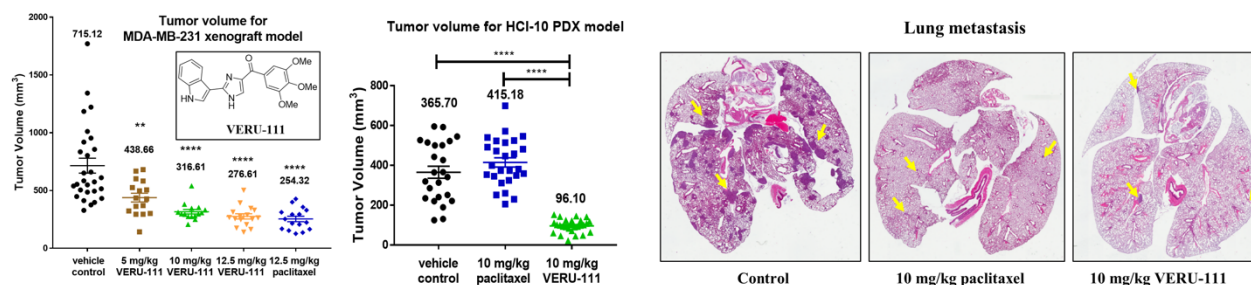 Tumor volume for
MDA-MB-231 xenograft model
Tumor Volume (mm³)
2000
1500
1000
500
0
715.12
**
438.66
****
316.61
****
276.61
****
254.32
NH
N
NH
O
OMe
OMe
OMe
VERU-111
vehicle control
5 mg/kg VERU-111
10 mg/kg VERU-111
12.5 mg/kg VERU-111
12.5 mg/kg paclitaxel
Tumor volume for HCI-10 PDX model
Tumor Volume (mm³)
800
600
400
200
0
****
****
365.70
415.18
96.10
vehicle control
10 mg/kg paclitaxel
10 mg/kg VERU-111
Lung metastasis
Control
10 mg/kg paclitaxel
10 mg/kg VERU-111